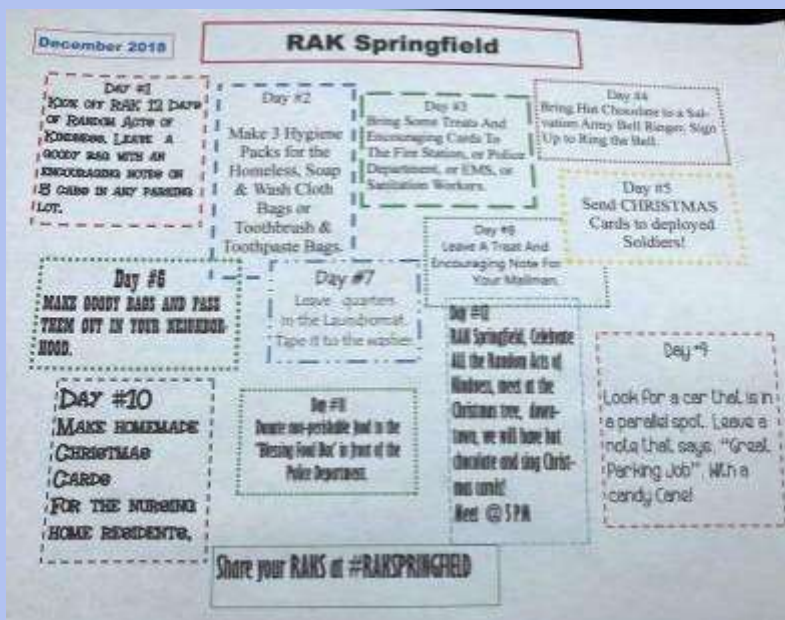 December 2018
RAK Springfield
Day #1
Kick off RAK 12 Days
of Random Acts of
Kindness. Leave a
goody bag with an
encouraging notes on
5 cars in any parking
lot.
Day #2
Make 3 Hygiene
Packs for the
Homeless, Soap
& Wash Cloth
Bags or
Toothbrush &
Toothpaste Bags.
Day #3
Bring Some Treats And
Encouraging Cards To
The Fire Station, or Police
Department, or EMS, or
Sanitation Workers.
Day #4
Bring Hot Chocolate to a Sal-
vation Army Bell Ringer. Sign
Up to Ring the Bell.
Day #5
Send CHRISTMAS
Cards to deployed
Soldiers!
Day #6
MAKE GOODY BAGS AND PASS
THEM OUT IN YOUR NEIGHBOR-
HOOD.
Day #7
Leave quarters
in the Laundromat.
Tape it to the washer.
Day #8
Leave A Treat And
Encouraging Note For
Your Mailman.
Day #9
Look for a car that is in
a parallel spot. Leave a
note that says, "Great
Parking Job". With a
candy Cane!
Day #10
Make homemade
Christmas
Cards
For the nursing
home residents.
Day #11
Donate non-perishable food to the
"Blessing Food Box" in front of the
Police Department.
Day #12
RAK Springfield, Celebrate
ALL the Random Acts of
Kindness, meet at the
Christmas tree, down-
town, we will have hot
chocolate and sing Christ-
mas carols!
Meet @ 5 PM
Share your RAKS at #RAKSPRINGFIELD